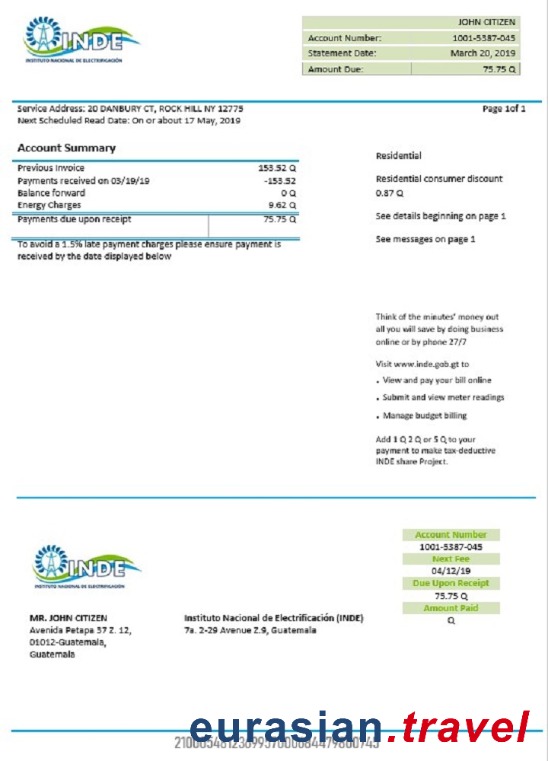 INDE
INSTITUTO NACIONAL DE ELECTRIFICACIÓN
JOHN CITIZEN
Account Number: 1001-5387-045
Statement Date: March 20, 2019
Amount Due: 75.75 Q
Service Address: 20 DANBURY CT, ROCK HILL NY 12775
Page 1of 1
Next Scheduled Read Date: On or about 17 May, 2019
Account Summary
Previous Invoice 153.52 Q
Payments received on 03/19/19 -153.52
Balance forward 0 Q
Energy Charges 9.62 Q
Payments due upon receipt 75.75 Q
To avoid a 1.5% late payment charges please ensure payment is
received by the date displayed below
Residential
Residential consumer discount
0.87 Q
See details beginning on page 1
See messages on page 1
Think of the minutes' money out
all you will save by doing business
online or by phone 27/7
Visit www.inde.gob.gt to
• View and pay your bill online
• Submit and view meter readings
• Manage budget billing
Add 1 Q 2 Q or 5 Q to your
payment to make tax-deductive
INDE share Project.
INDE
INSTITUTO NACIONAL DE ELECTRIFICACIÓN
Account Number
1001-5387-045
Next Fee
04/12/19
Due Upon Receipt
75.75 Q
Amount Paid
Q
MR. JOHN CITIZEN
Avenida Petapa 37 Z. 12,
01012-Guatemala,
Guatemala
Instituto Nacional de Electrificación (INDE)
7a. 2-29 Avenue Z.9, Guatemala
eurasian.travel